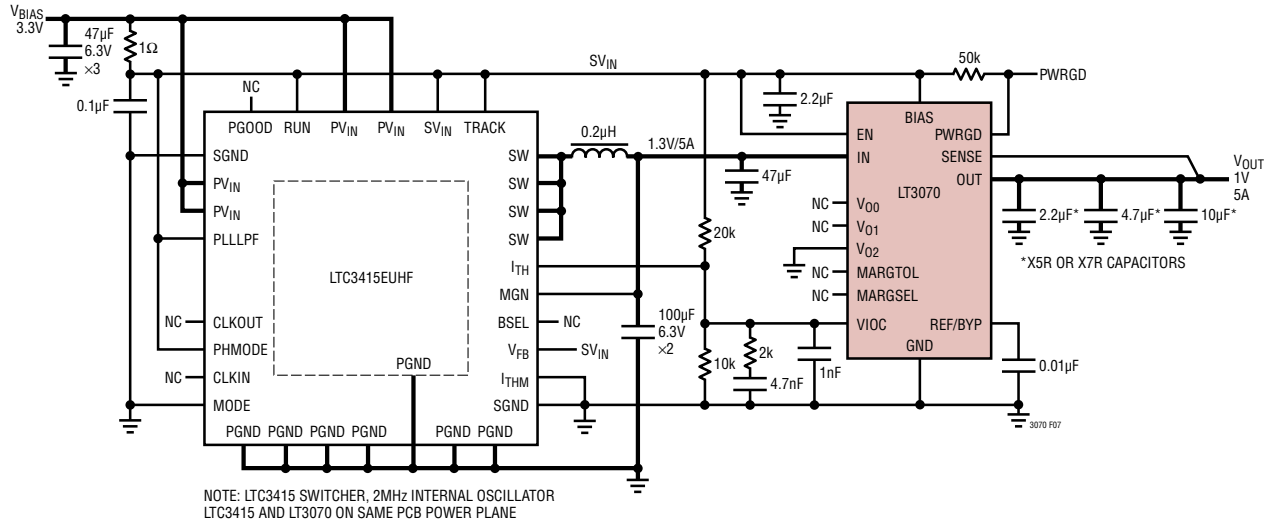 VBIAS
3.3V
47µF
6.3V
×3
1Ω
0.1µF
NC
SVIN
50k
PWRGD
2.2µF
PGOOD RUN PVIN PVIN SVIN TRACK
SGND
PVIN
PVIN
PLLLPF
NC CLKOUT
PHMODE
NC CLKIN
MODE
LTC3415EUHF
PGND
PGND PGND PGND PGND PGND PGND
SW
SW
SW
SW
ITH
MGN
BSEL NC
VFB SVIN
ITHM
SGND
0.2µH
1.3V/5A
47µF
100µF
6.3V
×2
20k
10k
2k
4.7nF
1nF
BIAS
EN
IN
NC VO0
NC VO1
VO2
NC MARGTOL
NC MARGSEL
VIOC
LT3070
PWRGD
SENSE
OUT
REF/BYP
GND
0.01µF
VOUT
1V
5A
2.2µF* 4.7µF* 10µF*
*X5R OR X7R CAPACITORS
3070 F07
NOTE: LTC3415 SWITCHER, 2MHz INTERNAL OSCILLATOR
LTC3415 AND LT3070 ON SAME PCB POWER PLANE